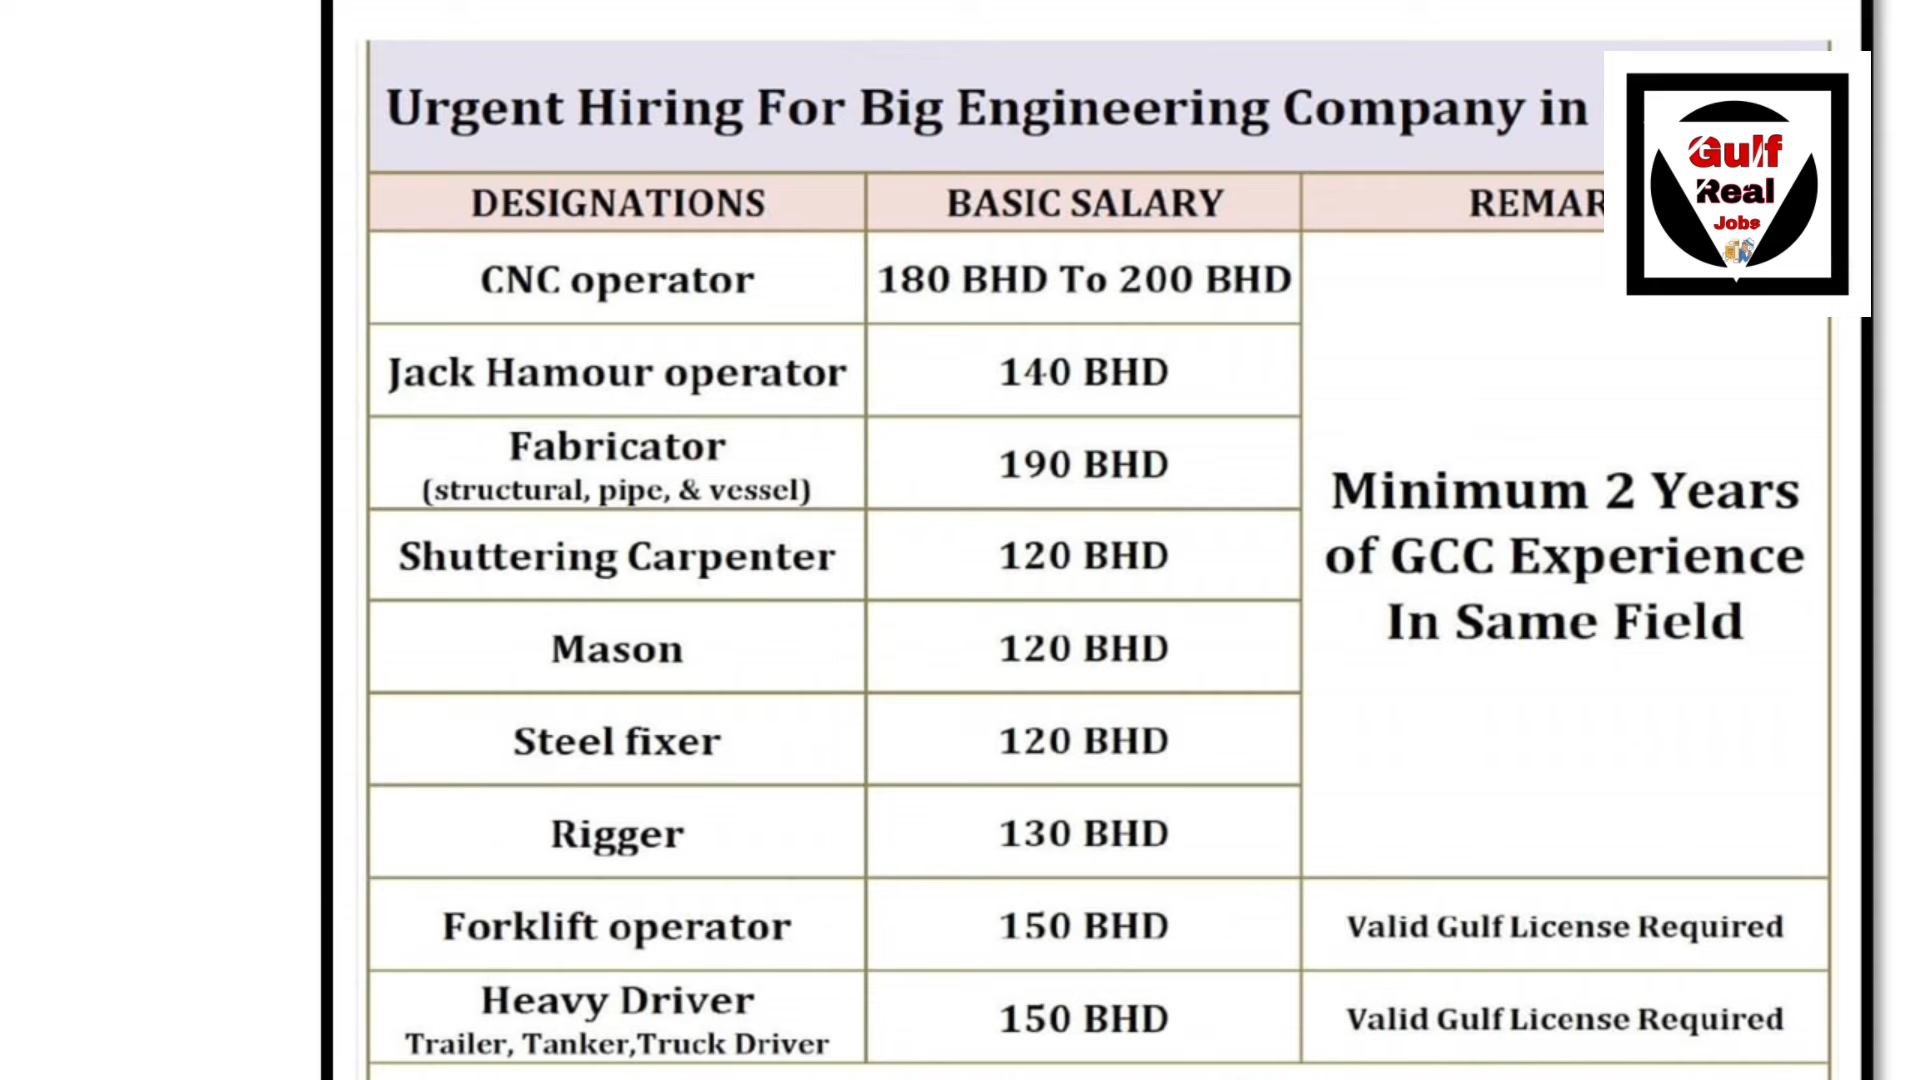 Urgent Hiring For Big Engineering Company in
DESIGNATIONS BASIC SALARY
CNC operator 180 BHD To 200 BHD
Jack Hamour operator 140 BHD
Fabricator
(structural, pipe, & vessel)
190 BHD
Shuttering Carpenter 120 BHD
Mason 120 BHD
Steel fixer 120 BHD
Rigger 130 BHD
Minimum 2 Years
of GCC Experience
In Same Field
Forklift operator 150 BHD Valid Gulf License Required
Heavy Driver
Trailer, Tanker,Truck Driver
150 BHD Valid Gulf License Required
Gulf
Real
Jobs